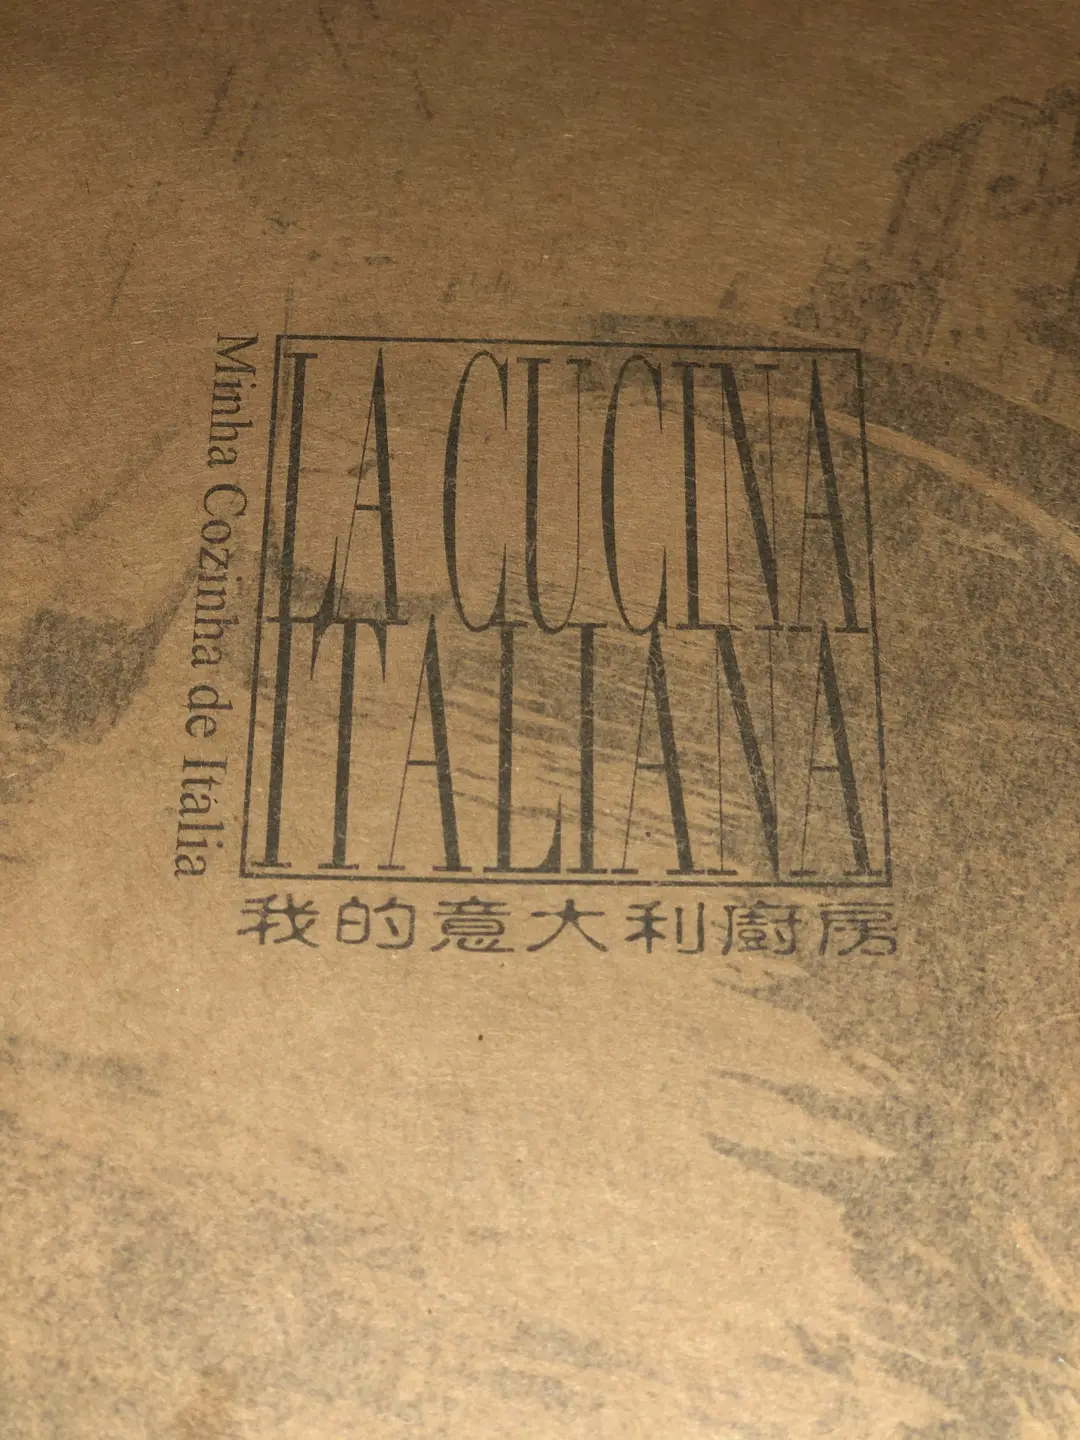 LA CUCINA
ITALIANA
Minha Cozinha de Itália
我的意大利廚房